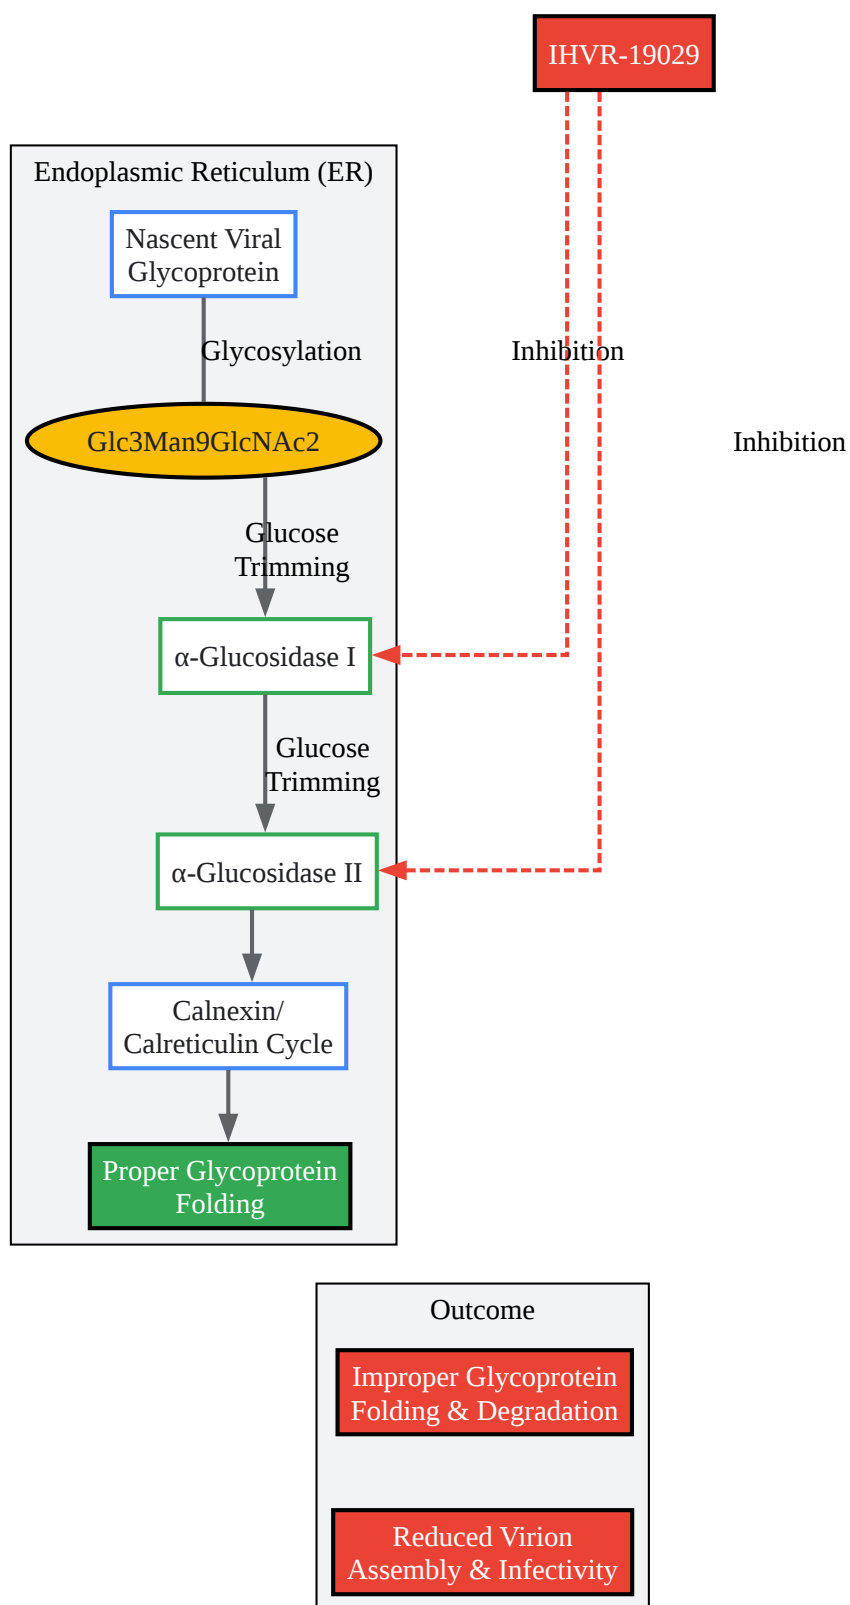 IHVR-19029
Endoplasmic Reticulum (ER)
Nascent Viral
Glycoprotein
Glycosylation
Inhibition
Glc3Man9GlcNAc2
Inhibition
Glucose
Trimming
α-Glucosidase I
Glucose
Trimming
α-Glucosidase II
Calnexin/
Calreticulin Cycle
Proper Glycoprotein
Folding
Outcome
Improper Glycoprotein
Folding & Degradation
Reduced Virion
Assembly & Infectivity